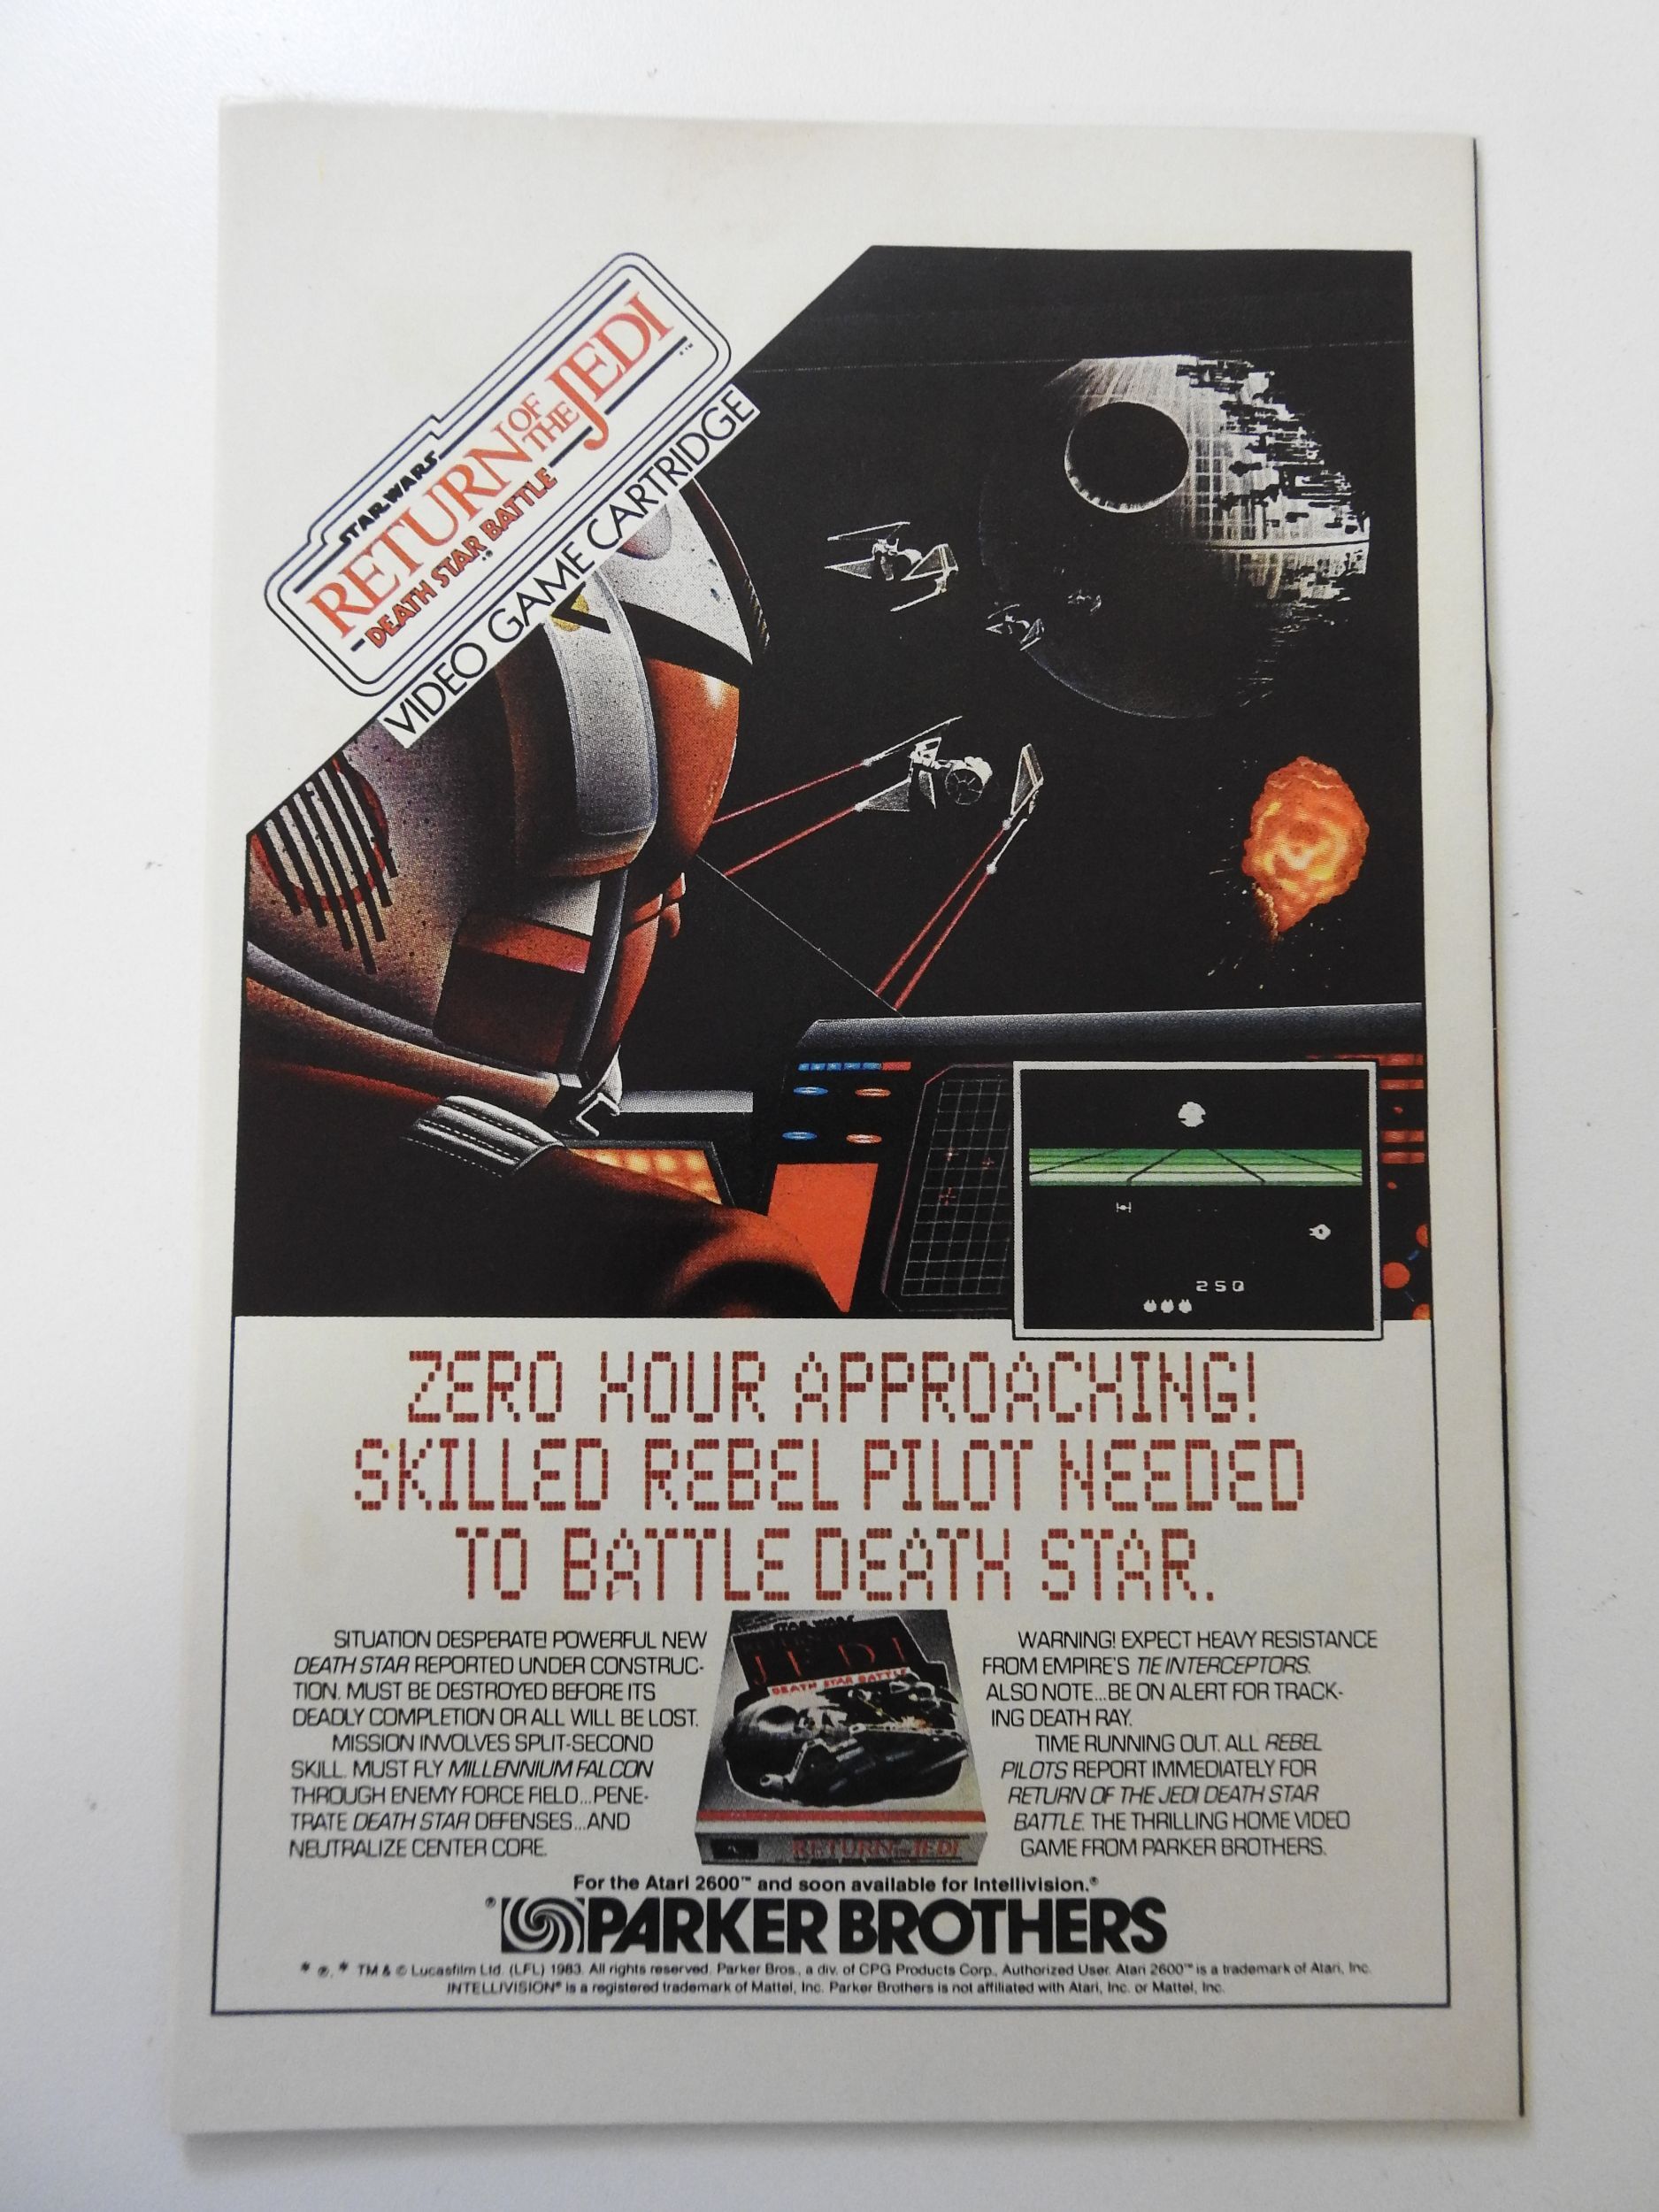 STAR WARS
RETURN OF THE JEDI
DEATH STAR BATTLE
VIDEO GAME CARTRIDGE
250
ZERO HOUR APPROACHING!
SKILLED REBEL PILOT NEEDED
TO BATTLE DEATH STAR.
SITUATION DESPERATE! POWERFUL NEW
DEATH STAR REPORTED UNDER CONSTRUC-
TION. MUST BE DESTROYED BEFORE ITS
DEADLY COMPLETION OR ALL WILL BE LOST.
MISSION INVOLVES SPLIT-SECOND
SKILL. MUST FLY MILLENNIUM FALCON
THROUGH ENEMY FORCE FIELD...PENE-
TRATE DEATH STAR DEFENSES...AND
NEUTRALIZE CENTER CORE.
STAR WARS
JEDI
DEATH STAR BATTLE
RETURN OF THE JEDI
WARNING! EXPECT HEAVY RESISTANCE
FROM EMPIRE'S TIE INTERCEPTORS.
ALSO NOTE...BE ON ALERT FOR TRACK-
ING DEATH RAY.
TIME RUNNING OUT. ALL REBEL
PILOTS REPORT IMMEDIATELY FOR
RETURN OF THE JEDI DEATH STAR
BATTLE. THE THRILLING HOME VIDEO
GAME FROM PARKER BROTHERS.
For the Atari 2600™ and soon available for Intellivision.®
® PARKER BROTHERS
* ®, * TM & © Lucasfilm Ltd. (LFL) 1983. All rights reserved. Parker Bros., a div. of CPG Products Corp., Authorized User. Atari 2600™ is a trademark of Atari, Inc.
INTELLIVISION® is a registered trademark of Mattel, Inc. Parker Brothers is not affiliated with Atari, Inc. or Mattel, Inc.